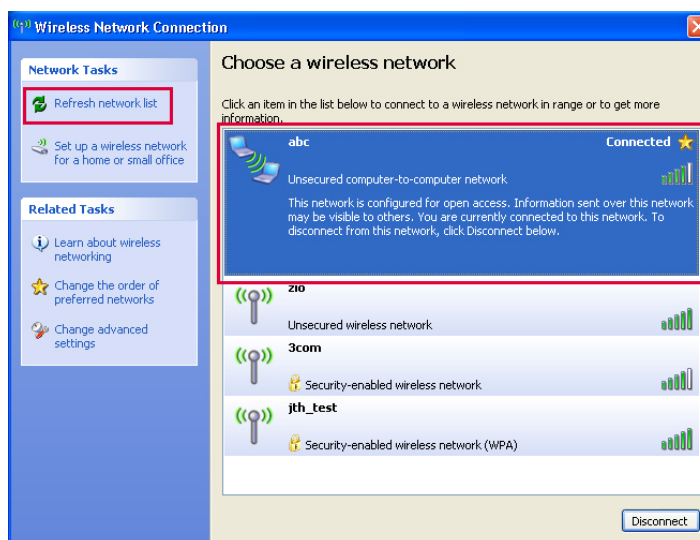 Wireless Network Connection
Network Tasks
Refresh network list
Set up a wireless network
for a home or small office
Related Tasks
Learn about wireless
networking
Change the order of
preferred networks
Change advanced
settings
Choose a wireless network
Click an item in the list below to connect to a wireless network in range or to get more
information.
abc
Connected
Unsecured computer-to-computer network
This network is configured for open access. Information sent over this network
may be visible to others. You are currently connected to this network. To
disconnect from this network, click Disconnect below.
zio
Unsecured wireless network
3com
Security-enabled wireless network
jth_test
Security-enabled wireless network (WPA)
Disconnect